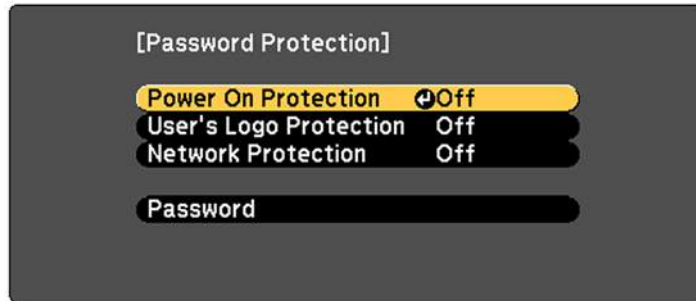 [Password Protection]
Power On Protection Off
User's Logo Protection Off
Network Protection Off
Password